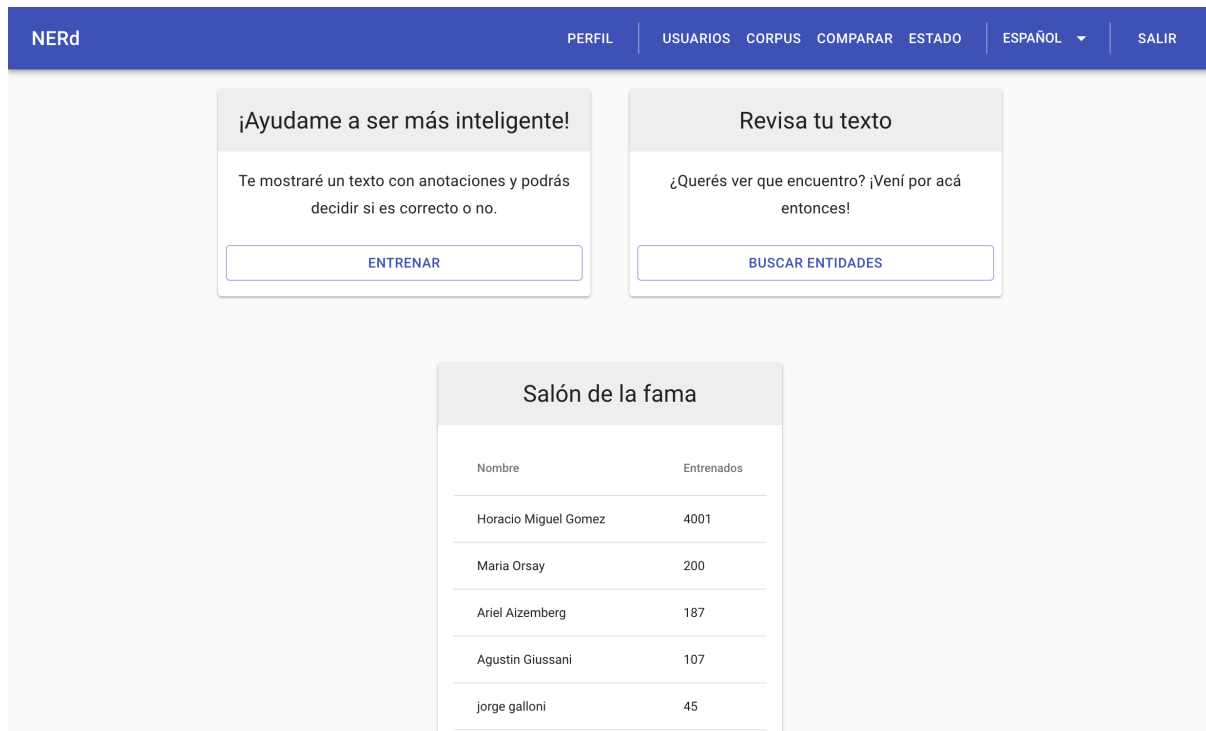 NERd PERFIL USUARIOS CORPUS COMPARAR ESTADO ESPAÑOL SALIR
¡Ayudame a ser más inteligente!
Te mostraré un texto con anotaciones y podrás
decidir si es correcto o no.
ENTRENAR
Revisa tu texto
¿Querés ver que encuentro? ¡Vení por acá
entonces!
BUSCAR ENTIDADES
Salón de la fama
Nombre Entrenados
Horacio Miguel Gomez 4001
Maria Orsay 200
Ariel Aizemberg 187
Agustin Giussani 107
jorge galloni 45